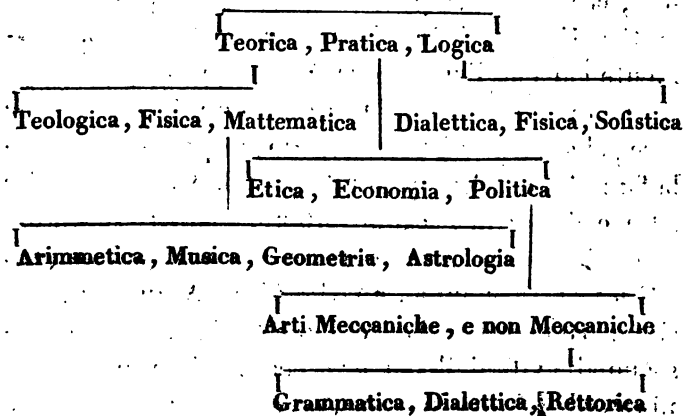 Teorica, Pratica, Logica
Teologica, Fisica, Mattematica Dialettica, Fisica, Sofistica
Etica, Economia, Politica
Arimmetica, Musica, Geometria, Astrologia
Arti Meccaniche, e non Meccaniche
Grammatica, Dialettica, Rettorica